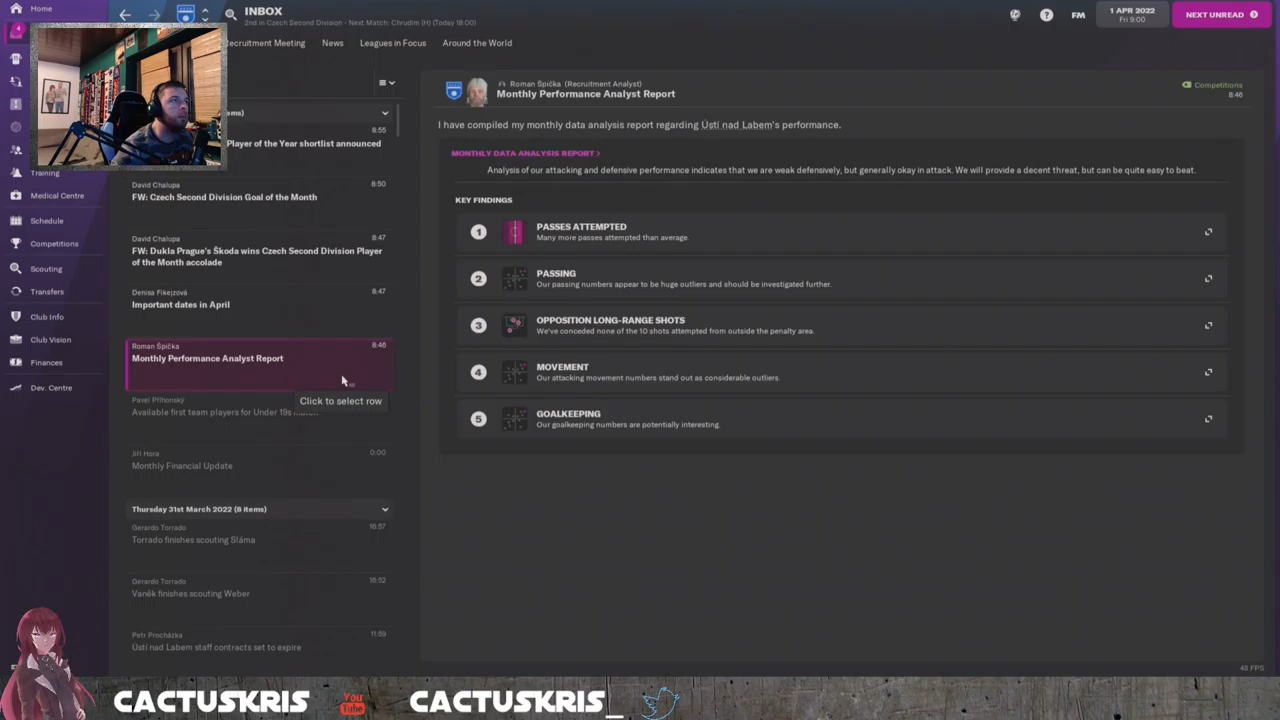 Home
INBOX
2nd in Czech Second Division - Next Match: Chrudim (H) (Today 18:00)
FM
1 APR 2022
Fri 9:00
NEXT UNREAD
4
Recruitment Meeting
News
Leagues in Focus
Around the World
Training
Medical Centre
Schedule
Competitions
Scouting
Transfers
Club Info
Club Vision
Finances
Dev. Centre
ems)
8:55
Player of the Year shortlist announced
David Chalupa
8:50
FW: Czech Second Division Goal of the Month
David Chalupa
8:47
FW: Dukla Prague's Škoda wins Czech Second Division Player
of the Month accolade
Denisa Fikejzová
8:47
Important dates in April
Roman Špička
8:46
Monthly Performance Analyst Report
Click to select row
Pavel Příhonský
Available first team players for Under 19s match
Jiří Hora
0:00
Monthly Financial Update
Thursday 31st March 2022 (8 items)
Gerardo Torrado
16:57
Torrado finishes scouting Sláma
Gerardo Torrado
16:52
Vaněk finishes scouting Weber
Petr Procházka
11:59
Ústí nad Labem staff contracts set to expire
Roman Špička (Recruitment Analyst)
Monthly Performance Analyst Report
Competitions
8:46
I have compiled my monthly data analysis report regarding Ústí nad Labem's performance.
MONTHLY DATA ANALYSIS REPORT >
Analysis of our attacking and defensive performance indicates that we are weak defensively, but generally okay in attack. We will provide a decent threat, but can be quite easy to beat.
KEY FINDINGS
1
PASSES ATTEMPTED
Many more passes attempted than average.
2
PASSING
Our passing numbers appear to be huge outliers and should be investigated further.
3
OPPOSITION LONG-RANGE SHOTS
We've conceded none of the 10 shots attempted from outside the penalty area.
4
MOVEMENT
Our attacking movement numbers stand out as considerable outliers.
5
GOALKEEPING
Our goalkeeping numbers are potentially interesting.
48 FPS
CACTUSKRIS
You
Tube
CACTUSKRIS_